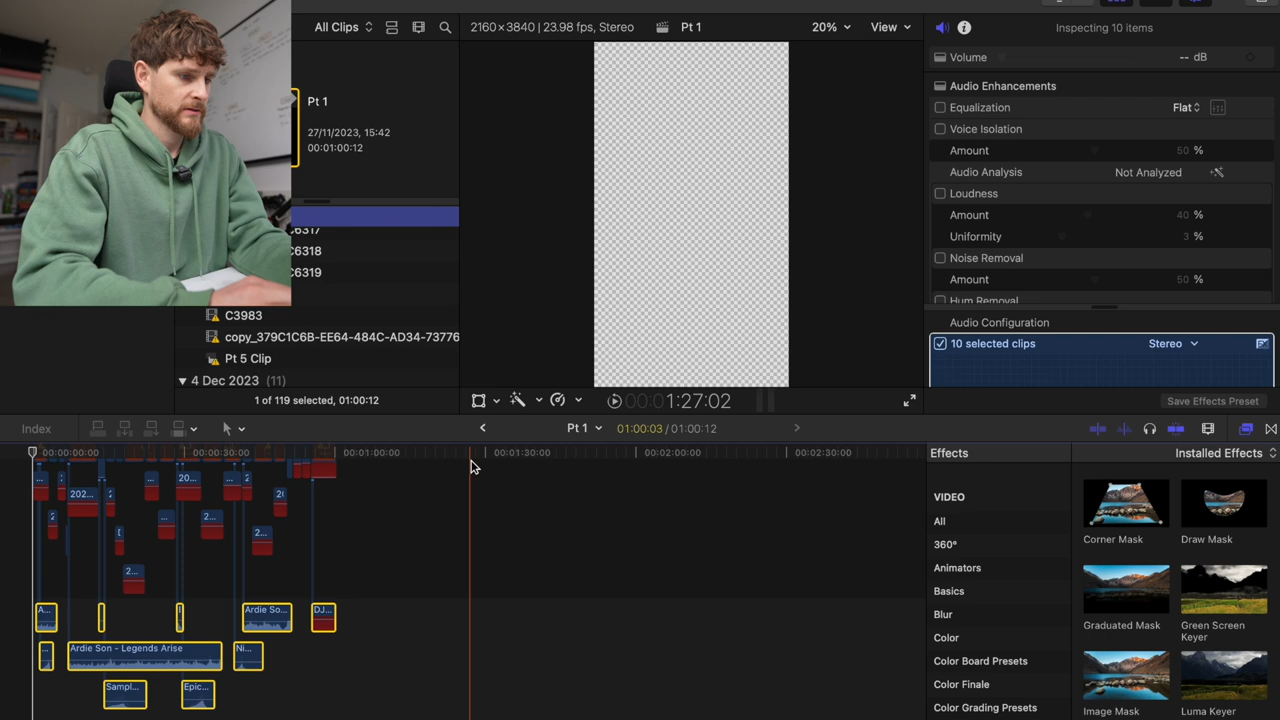 All Clips
2160×3840 | 23.98 fps, Stereo
Pt 1
20%
View
Inspecting 10 items
Volume
-- dB
Pt 1
27/11/2023, 15:42
00:01:00:12
Audio Enhancements
Equalization
Flat
Voice Isolation
Amount
50 %
Audio Analysis
Not Analyzed
Loudness
Amount
40 %
Uniformity
3 %
Noise Removal
Amount
50 %
Hum Removal
C6318
C6319
C3983
copy_379C1C6B-EE64-484C-AD34-73776
Pt 5 Clip
4 Dec 2023 (11)
1 of 119 selected, 01:00:12
00:01:27:02
Audio Configuration
10 selected clips
Stereo
Save Effects Preset
Index
Pt 1
01:00:03 / 01:00:12
00:00:00:00
00:00:30:00
00:01:00:00
00:01:30:00
00:02:00:00
00:02:30:00
Effects
Installed Effects
VIDEO
All
360°
Animators
Basics
Blur
Color
Color Board Presets
Color Finale
Color Grading Presets
Corner Mask
Draw Mask
Graduated Mask
Green Screen
Keyer
Image Mask
Luma Keyer
...
20...
...
2
202...
2
...
2...
2...
2...
A...
Ardie So...
DJ...
...
Ardie Son - Legends Arise
Ni...
Sampl...
Epic...